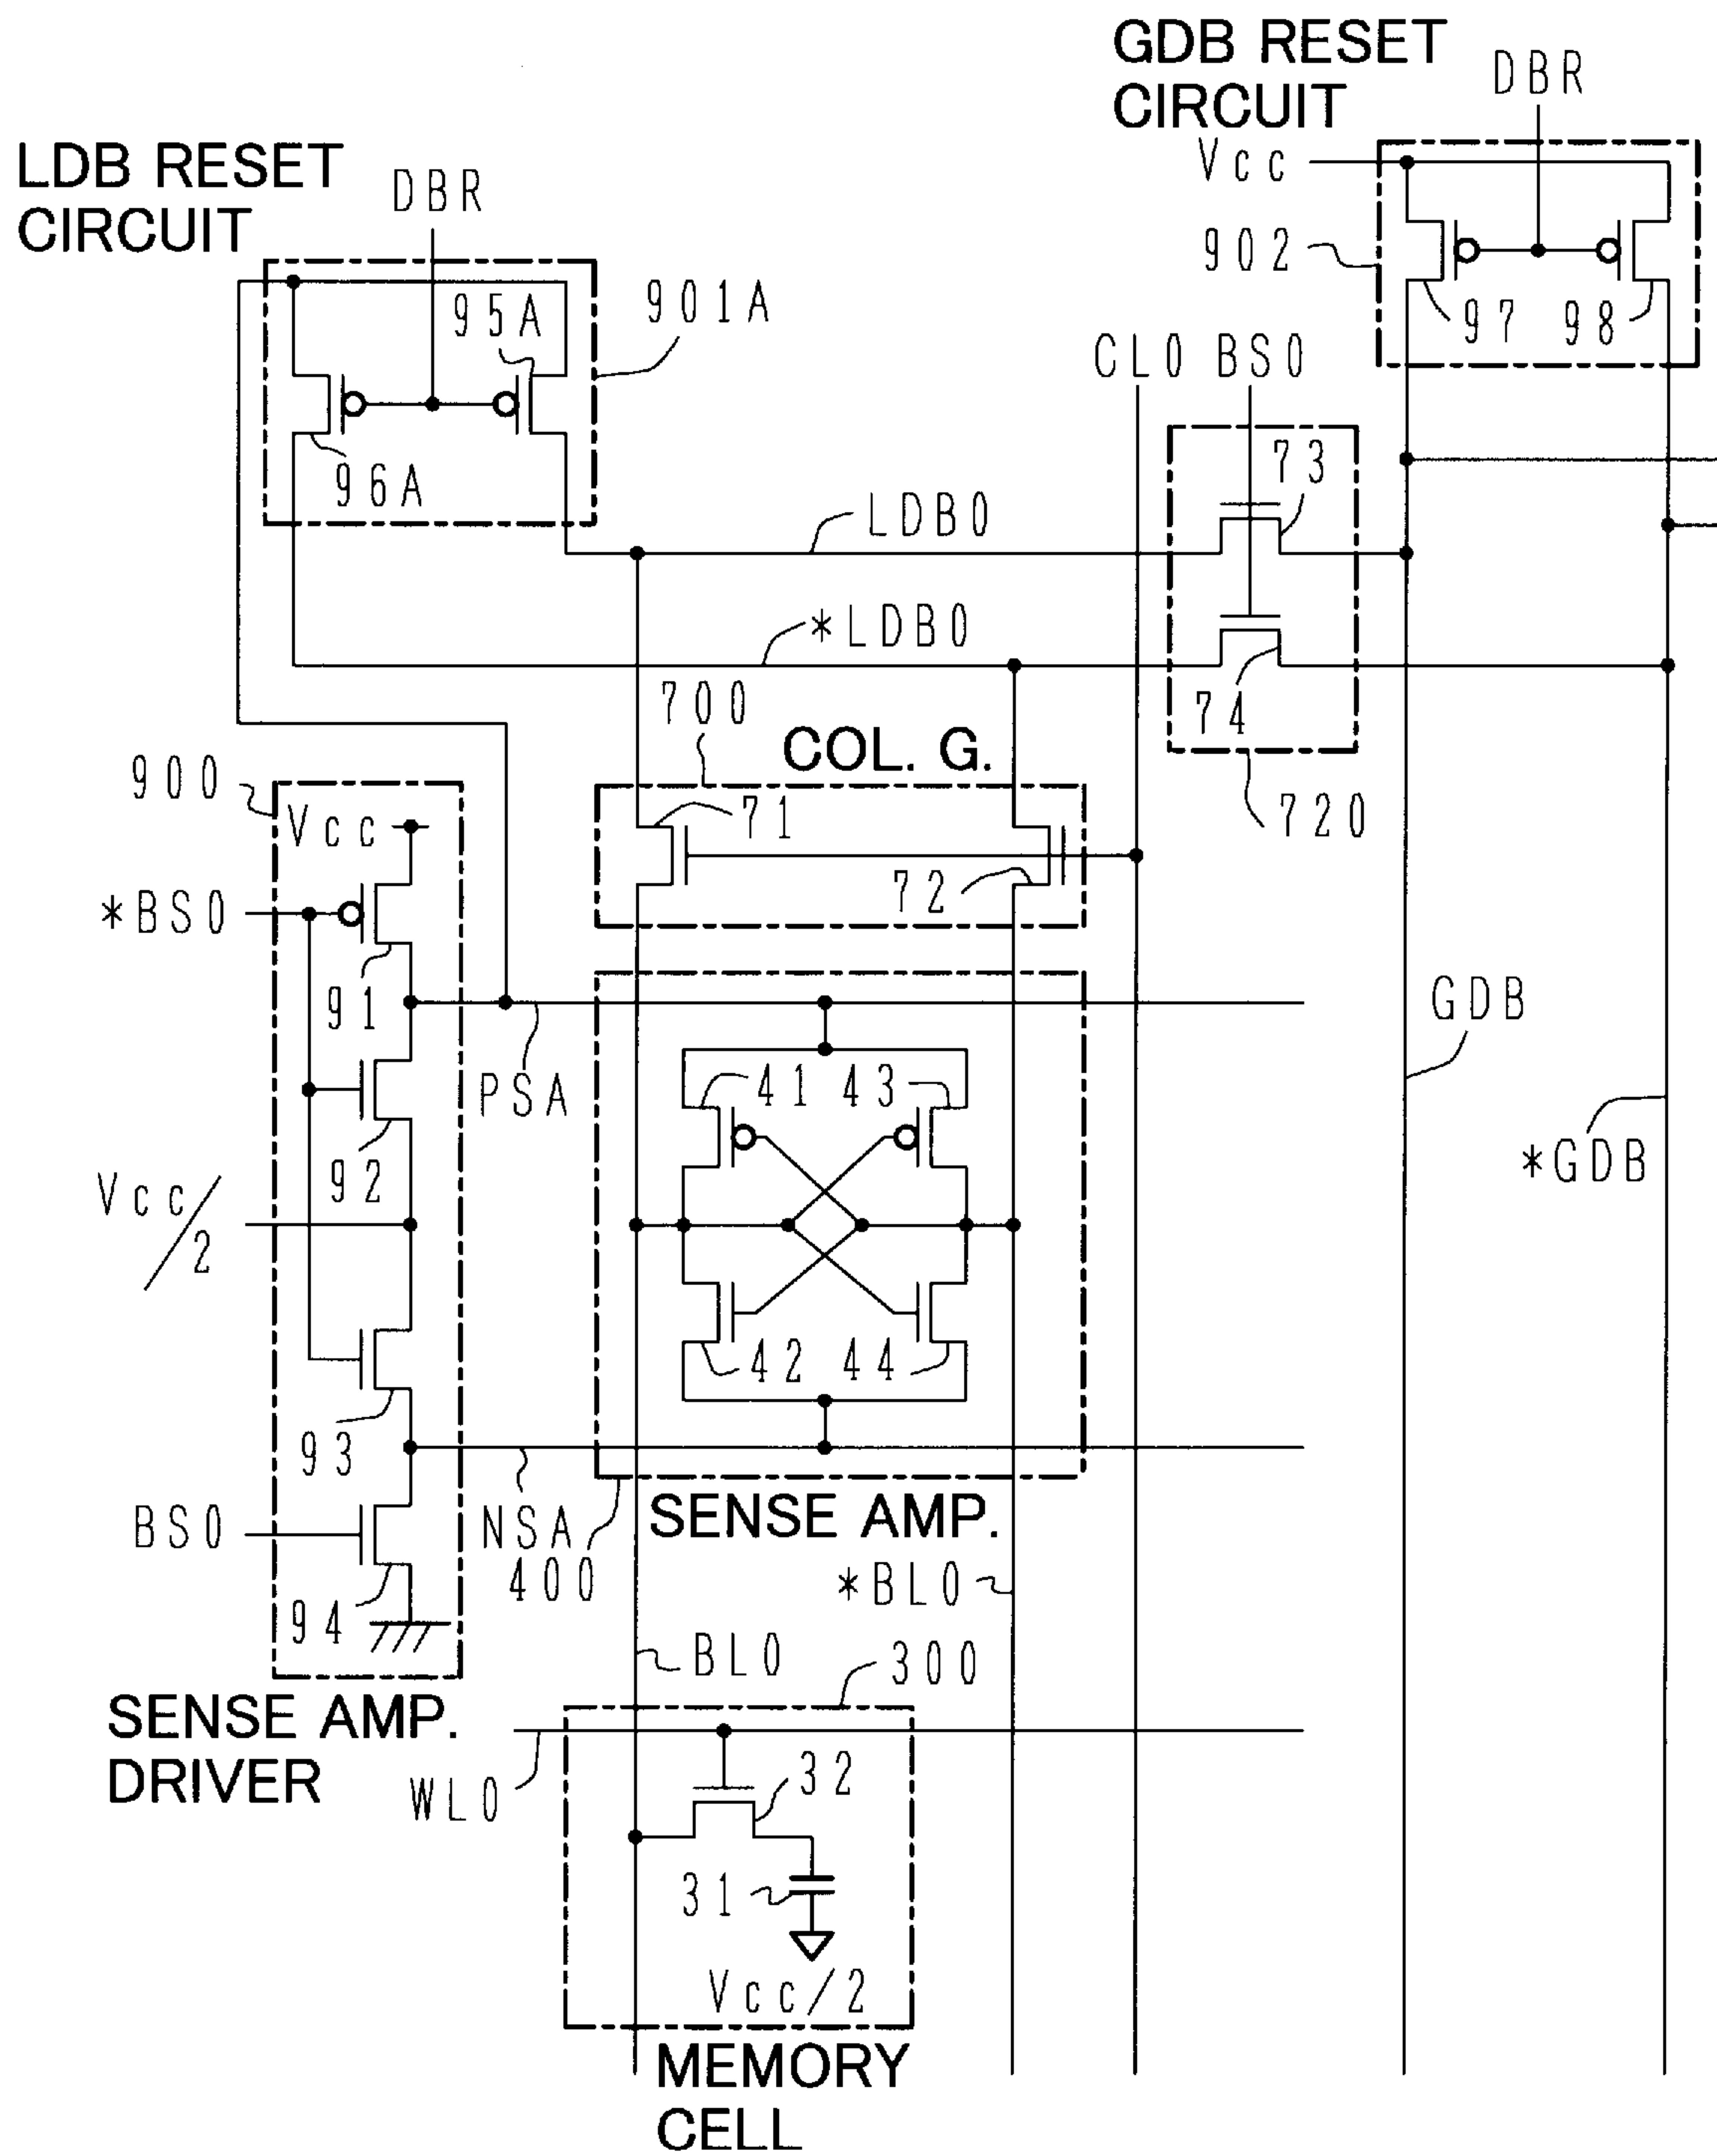 GDB RESET
CIRCUIT
DBR
Vcc
LDB RESET
CIRCUIT
DBR
902
97
98
95A
901A
CL0 BS0
96A
73
LDB0
*LDB0
74
700
COL. G.
720
900
Vcc
71
*BS0
72
91
GDB
PSA
41
43
*GDB
92
Vcc/2
42
44
93
NSA
SENSE AMP.
BS0
400
*BL0
94
BL0
300
SENSE AMP.
DRIVER
WL0
32
31
Vcc/2
MEMORY
CELL